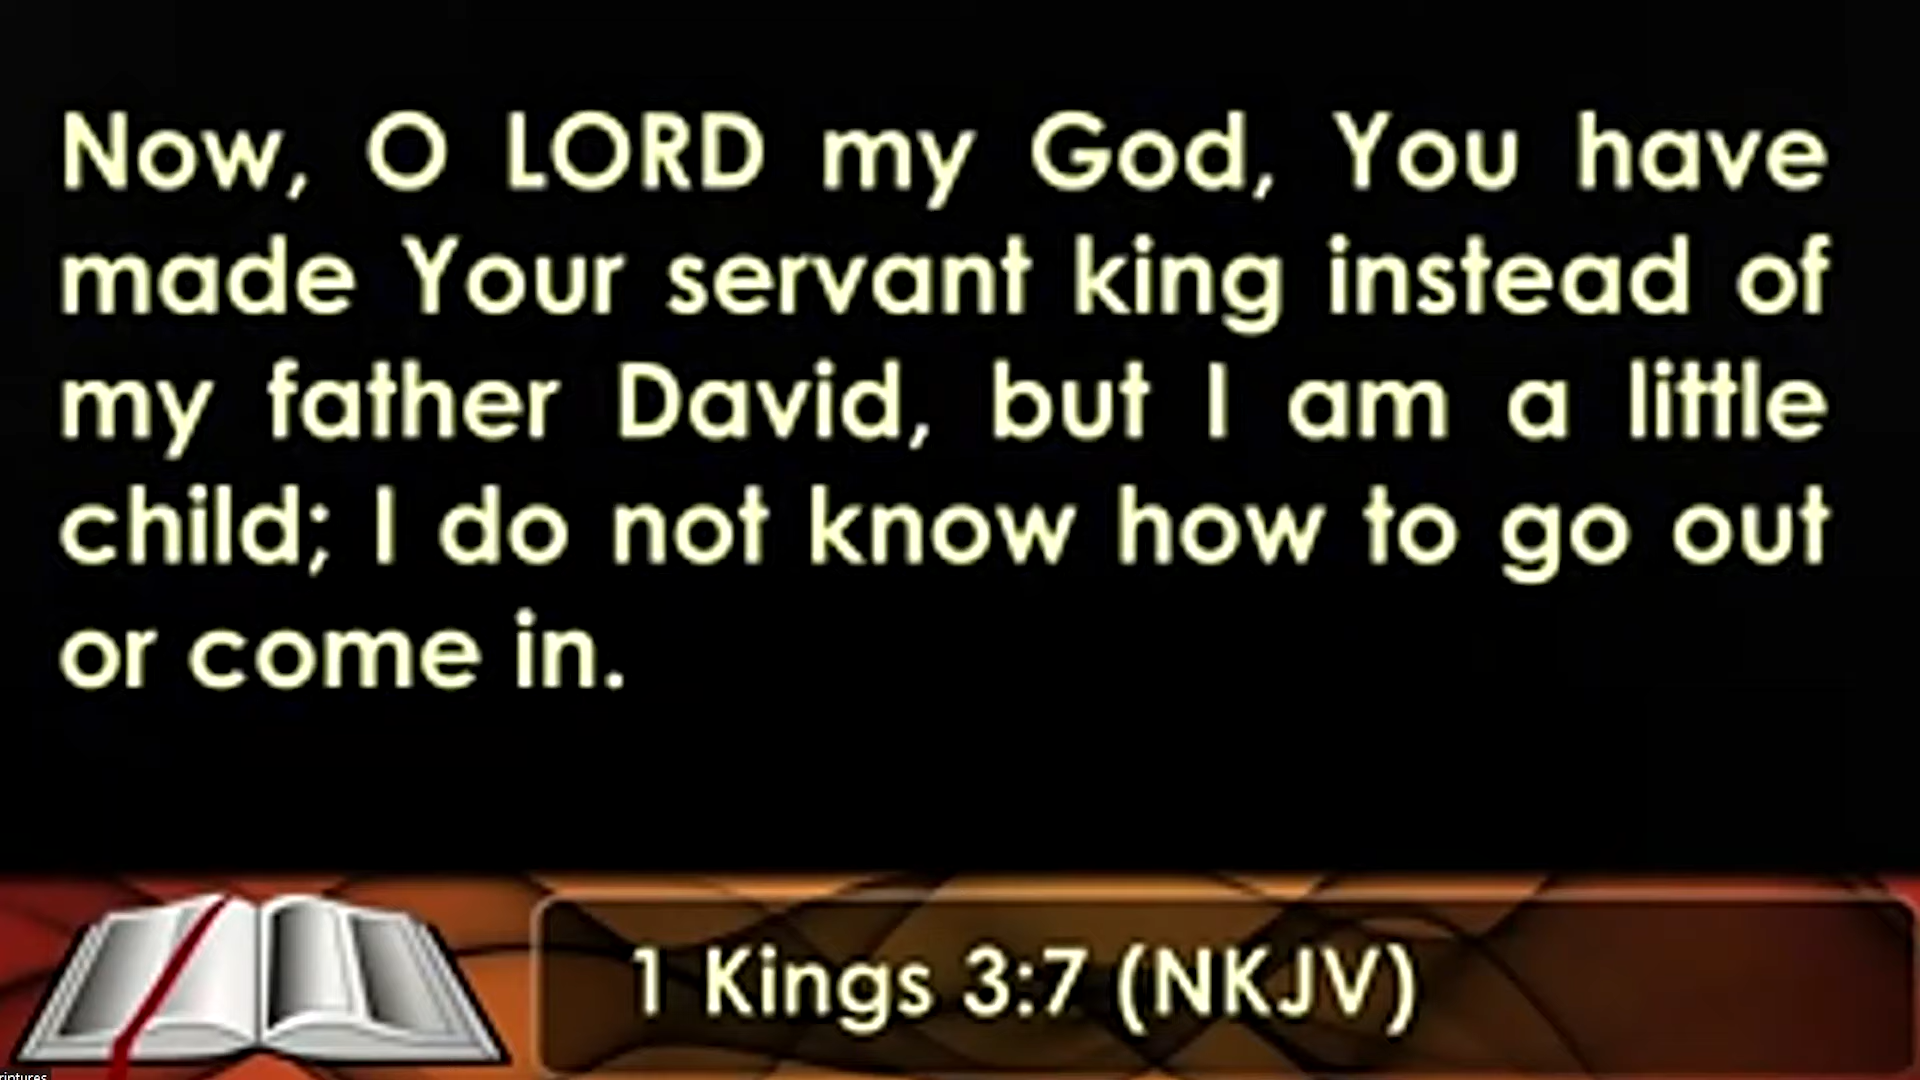 Now, O LORD my God, You have
made Your servant king instead of
my father David, but I am a little
child; I do not know how to go out
or come in.
1 Kings 3:7 (NKJV)
riptures